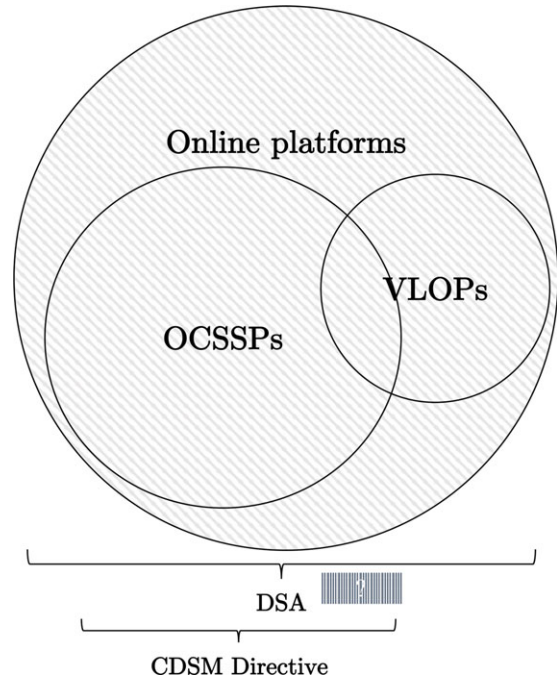 Online platforms
VLOPs
OCSSPs
DSA
?
CDSM Directive